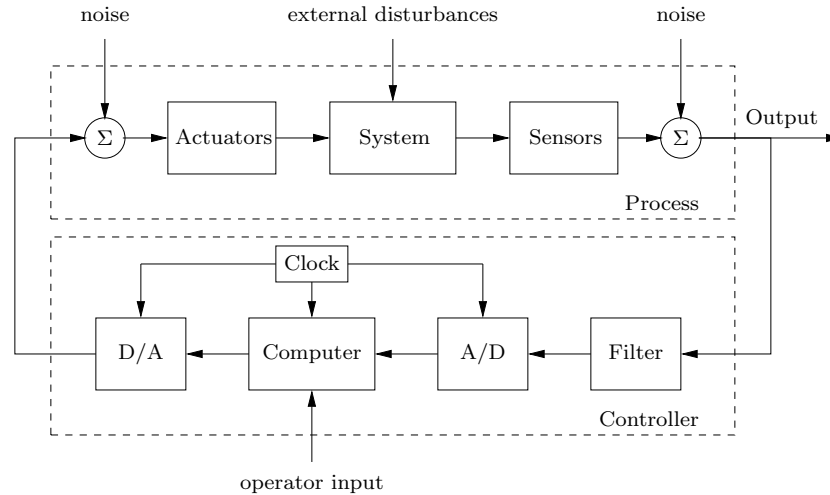 noise
external disturbances
noise
Σ
Actuators
System
Sensors
Σ
Output
Process
Clock
D/A
Computer
A/D
Filter
Controller
operator input